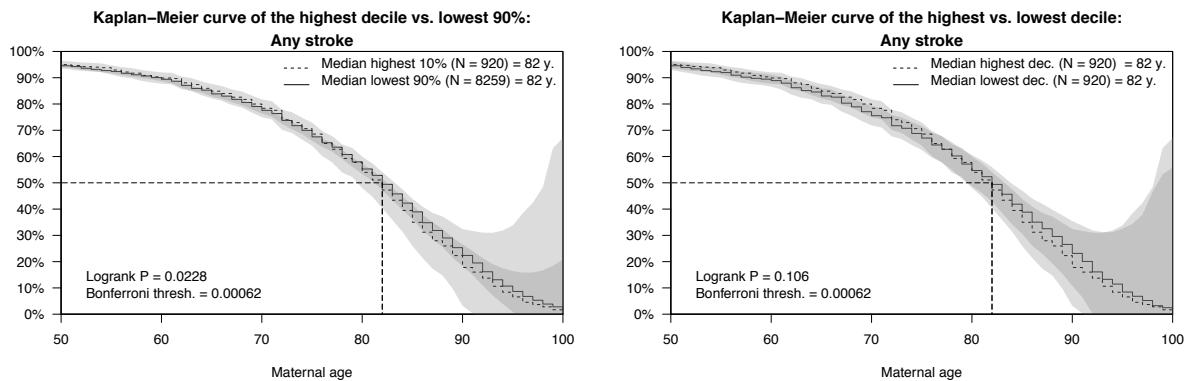 Kaplan−Meier curve of the highest decile vs. lowest 90%:
Any stroke
100%
90%
80%
70%
60%
50%
40%
30%
20%
10%
0%
Median highest 10% (N = 920) = 82 y.
Median lowest 90% (N = 8259) = 82 y.
Logrank P = 0.0228
Bonferroni thresh. = 0.00062
50 60 70 80 90 100
Maternal age
Kaplan−Meier curve of the highest vs. lowest decile:
Any stroke
100%
90%
80%
70%
60%
50%
40%
30%
20%
10%
0%
Median highest dec. (N = 920) = 82 y.
Median lowest dec. (N = 920) = 82 y.
Logrank P = 0.106
Bonferroni thresh. = 0.00062
50 60 70 80 90 100
Maternal age